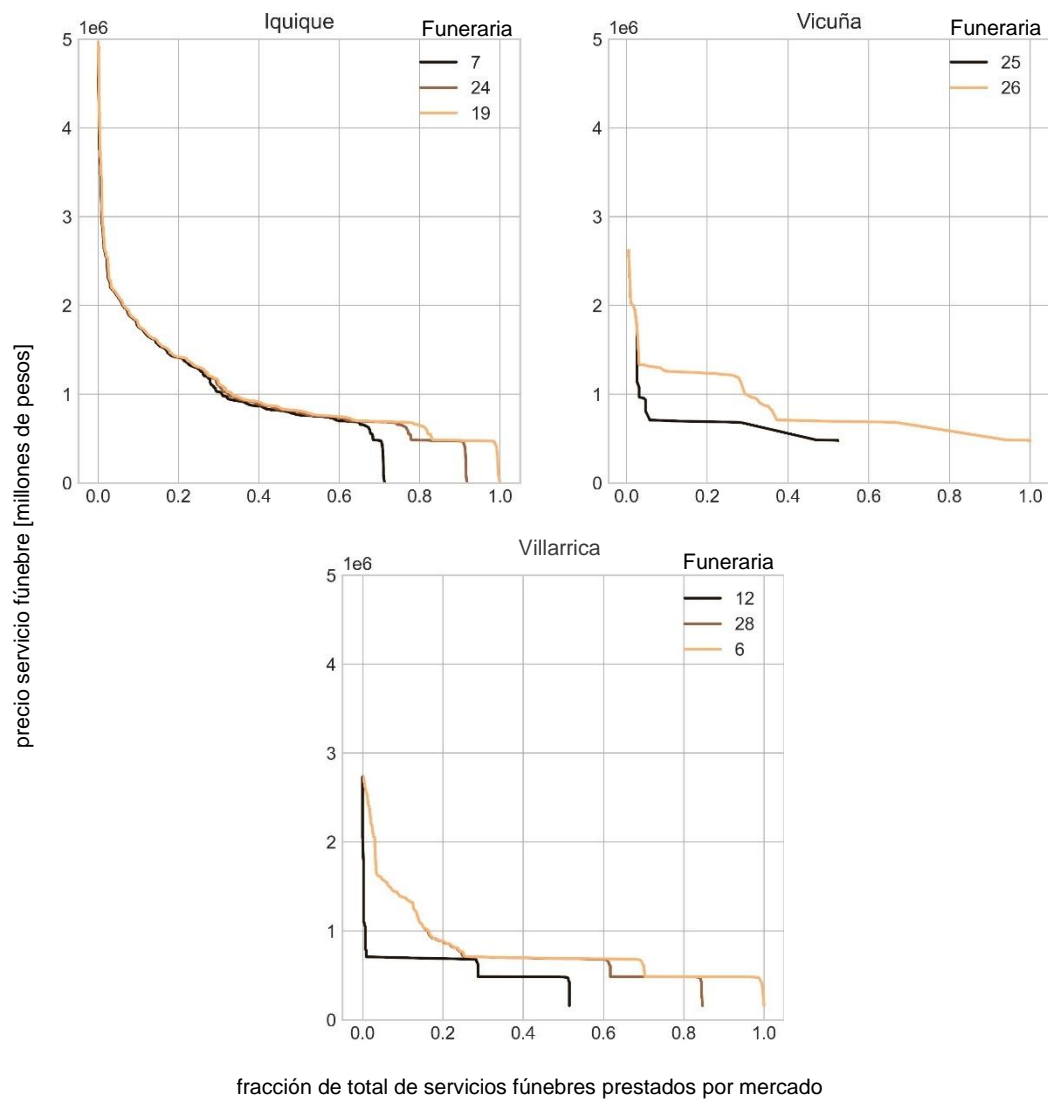 Iquique
1e6
Funeraria
7
24
19
5
4
3
2
1
0
0.0 0.2 0.4 0.6 0.8 1.0
Vicuña
1e6
Funeraria
25
26
5
4
3
2
1
0
0.0 0.2 0.4 0.6 0.8 1.0
precio servicio fúnebre [millones de pesos]
Villarrica
1e6
Funeraria
12
28
6
5
4
3
2
1
0
0.0 0.2 0.4 0.6 0.8 1.0
fracción de total de servicios fúnebres prestados por mercado